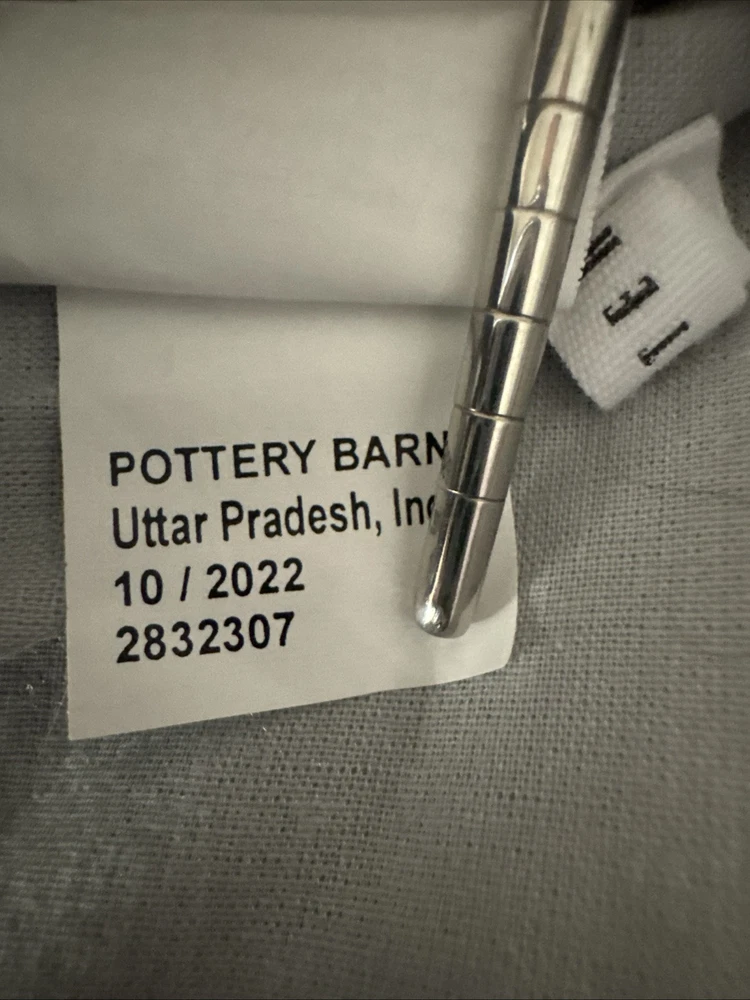 POTTERY BARN
Uttar Pradesh,
10 / 2022
2832307